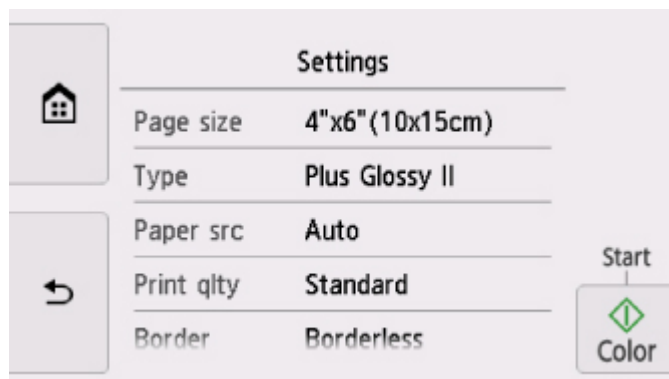 Settings
Page size 4"x6"(10x15cm)
Type Plus Glossy II
Paper src Auto
Print qlty Standard
Border Borderless
Start
Color